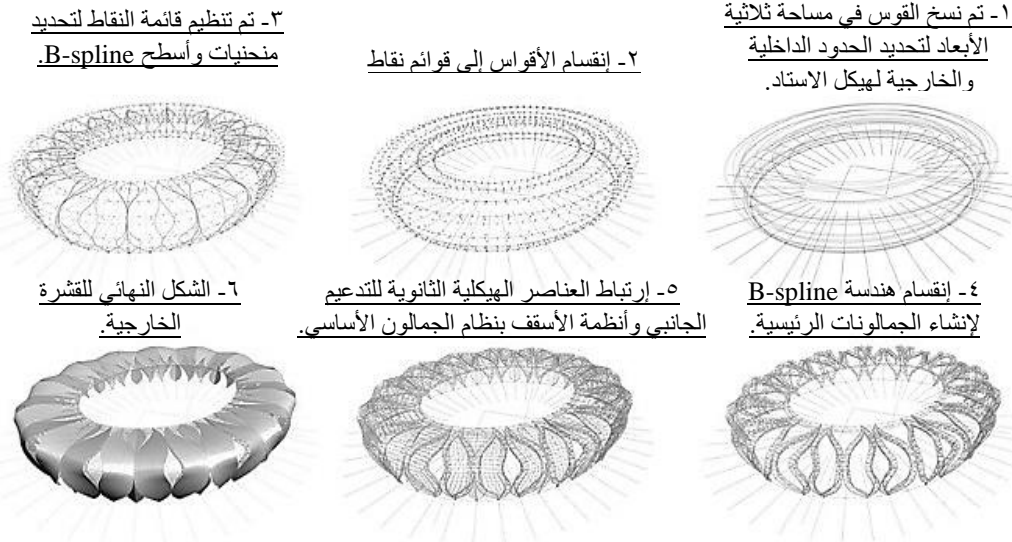 ١- تم نسخ القوس في مساحة ثلاثية
الأبعاد لتحديد الحدود الداخلية
والخارجية لهيكل الاستاد.
٢- إنقسام الأقواس إلى قوائم نقاط
٣- تم تنظيم قائمة النقاط لتحديد
منحنيات وأسطح B-spline.
٤- إنقسام هندسة B-spline
لإنشاء الجمالونات الرئيسية.
٥- إرتباط العناصر الهيكلية الثانوية للتدعيم
الجانبي وأنظمة الأسقف بنظام الجمالون الأساسي.
٦- الشكل النهائي للقشرة
الخارجية.